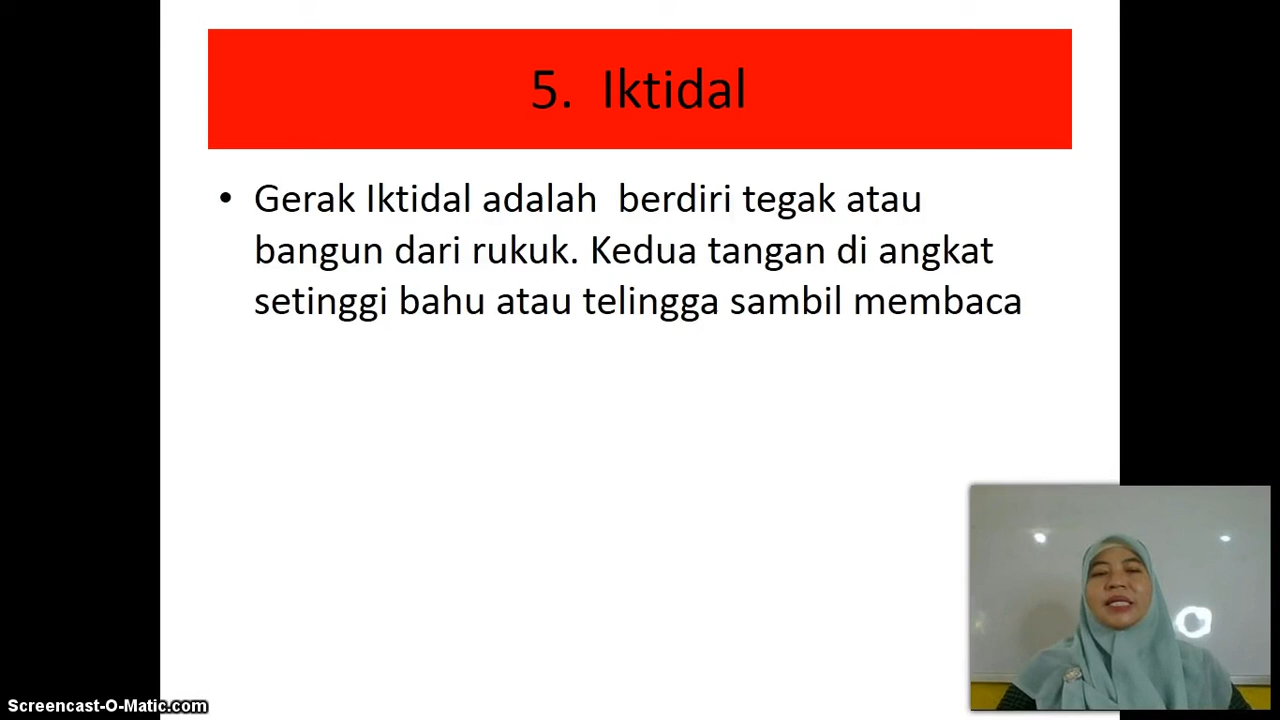 5. Iktidal
• Gerak Iktidal adalah berdiri tegak atau
bangun dari rukuk. Kedua tangan di angkat
setinggi bahu atau telingga sambil membaca
Screencast-O-Matic.com